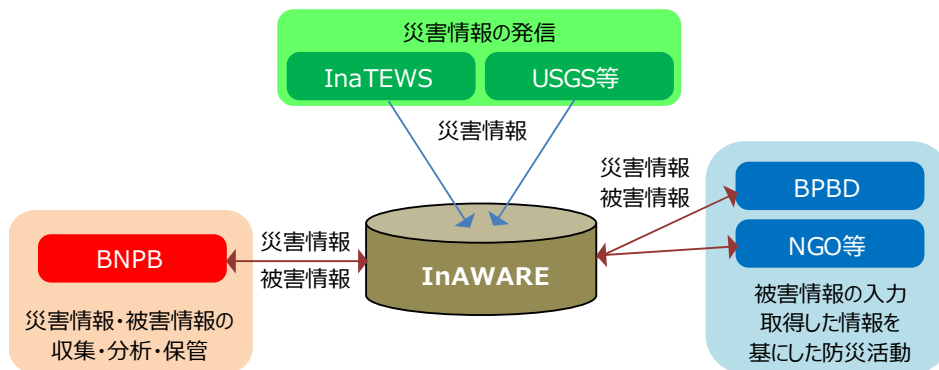 災害情報の発信
InaTEWS
USGS等
災害情報
災害情報
被害情報
BPBD
NGO等
被害情報の入力
取得した情報を
基にした防災活動
InAWARE
災害情報
被害情報
BNPB
災害情報・被害情報の
収集・分析・保管